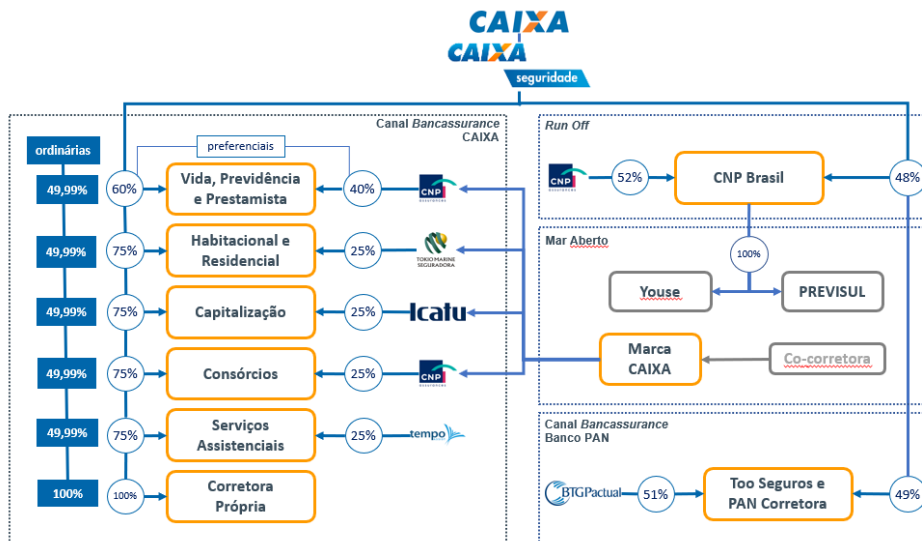 CAIXA
CAIXA
seguridade
Canal Bancassurance
CAIXA
ordinárias
preferenciais
49,99%
60%
Vida, Previdência
e Prestamista
40%
CNP
49,99%
75%
Habitacional e
Residencial
25%
TOKIO MARINE
SEGURADORA
49,99%
75%
Capitalização
25%
Icatu
49,99%
75%
Consórcios
25%
CNP
49,99%
75%
Serviços
Assistenciais
25%
tempo
100%
100%
Corretora
Própria
Run Off
CNP
52%
CNP Brasil
48%
Mar Aberto
100%
Youse
PREVISUL
Marca
CAIXA
Co-corretora
Canal Bancassurance
Banco PAN
BTGPactual
51%
Too Seguros e
PAN Corretora
49%